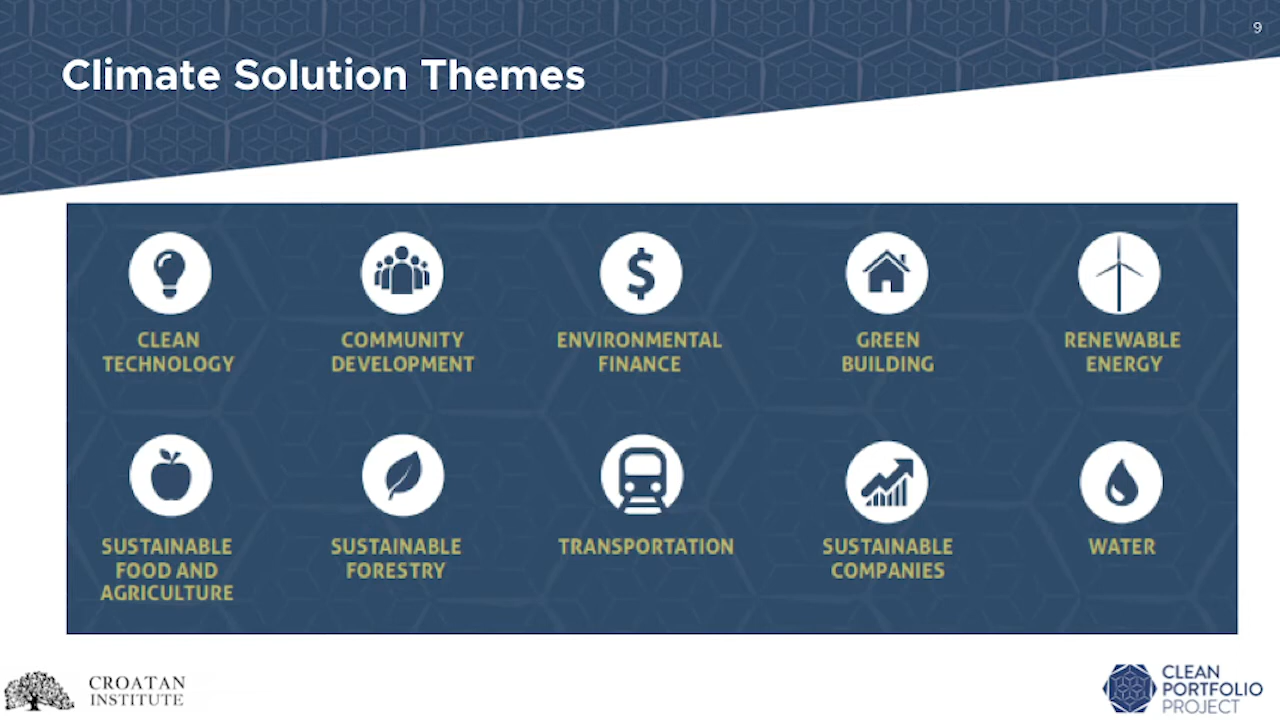 9
Climate Solution Themes
CLEAN
TECHNOLOGY
COMMUNITY
DEVELOPMENT
ENVIRONMENTAL
FINANCE
GREEN
BUILDING
RENEWABLE
ENERGY
SUSTAINABLE
FOOD AND
AGRICULTURE
SUSTAINABLE
FORESTRY
TRANSPORTATION
SUSTAINABLE
COMPANIES
WATER
CROATAN
INSTITUTE
CLEAN
PORTFOLIO
PROJECT